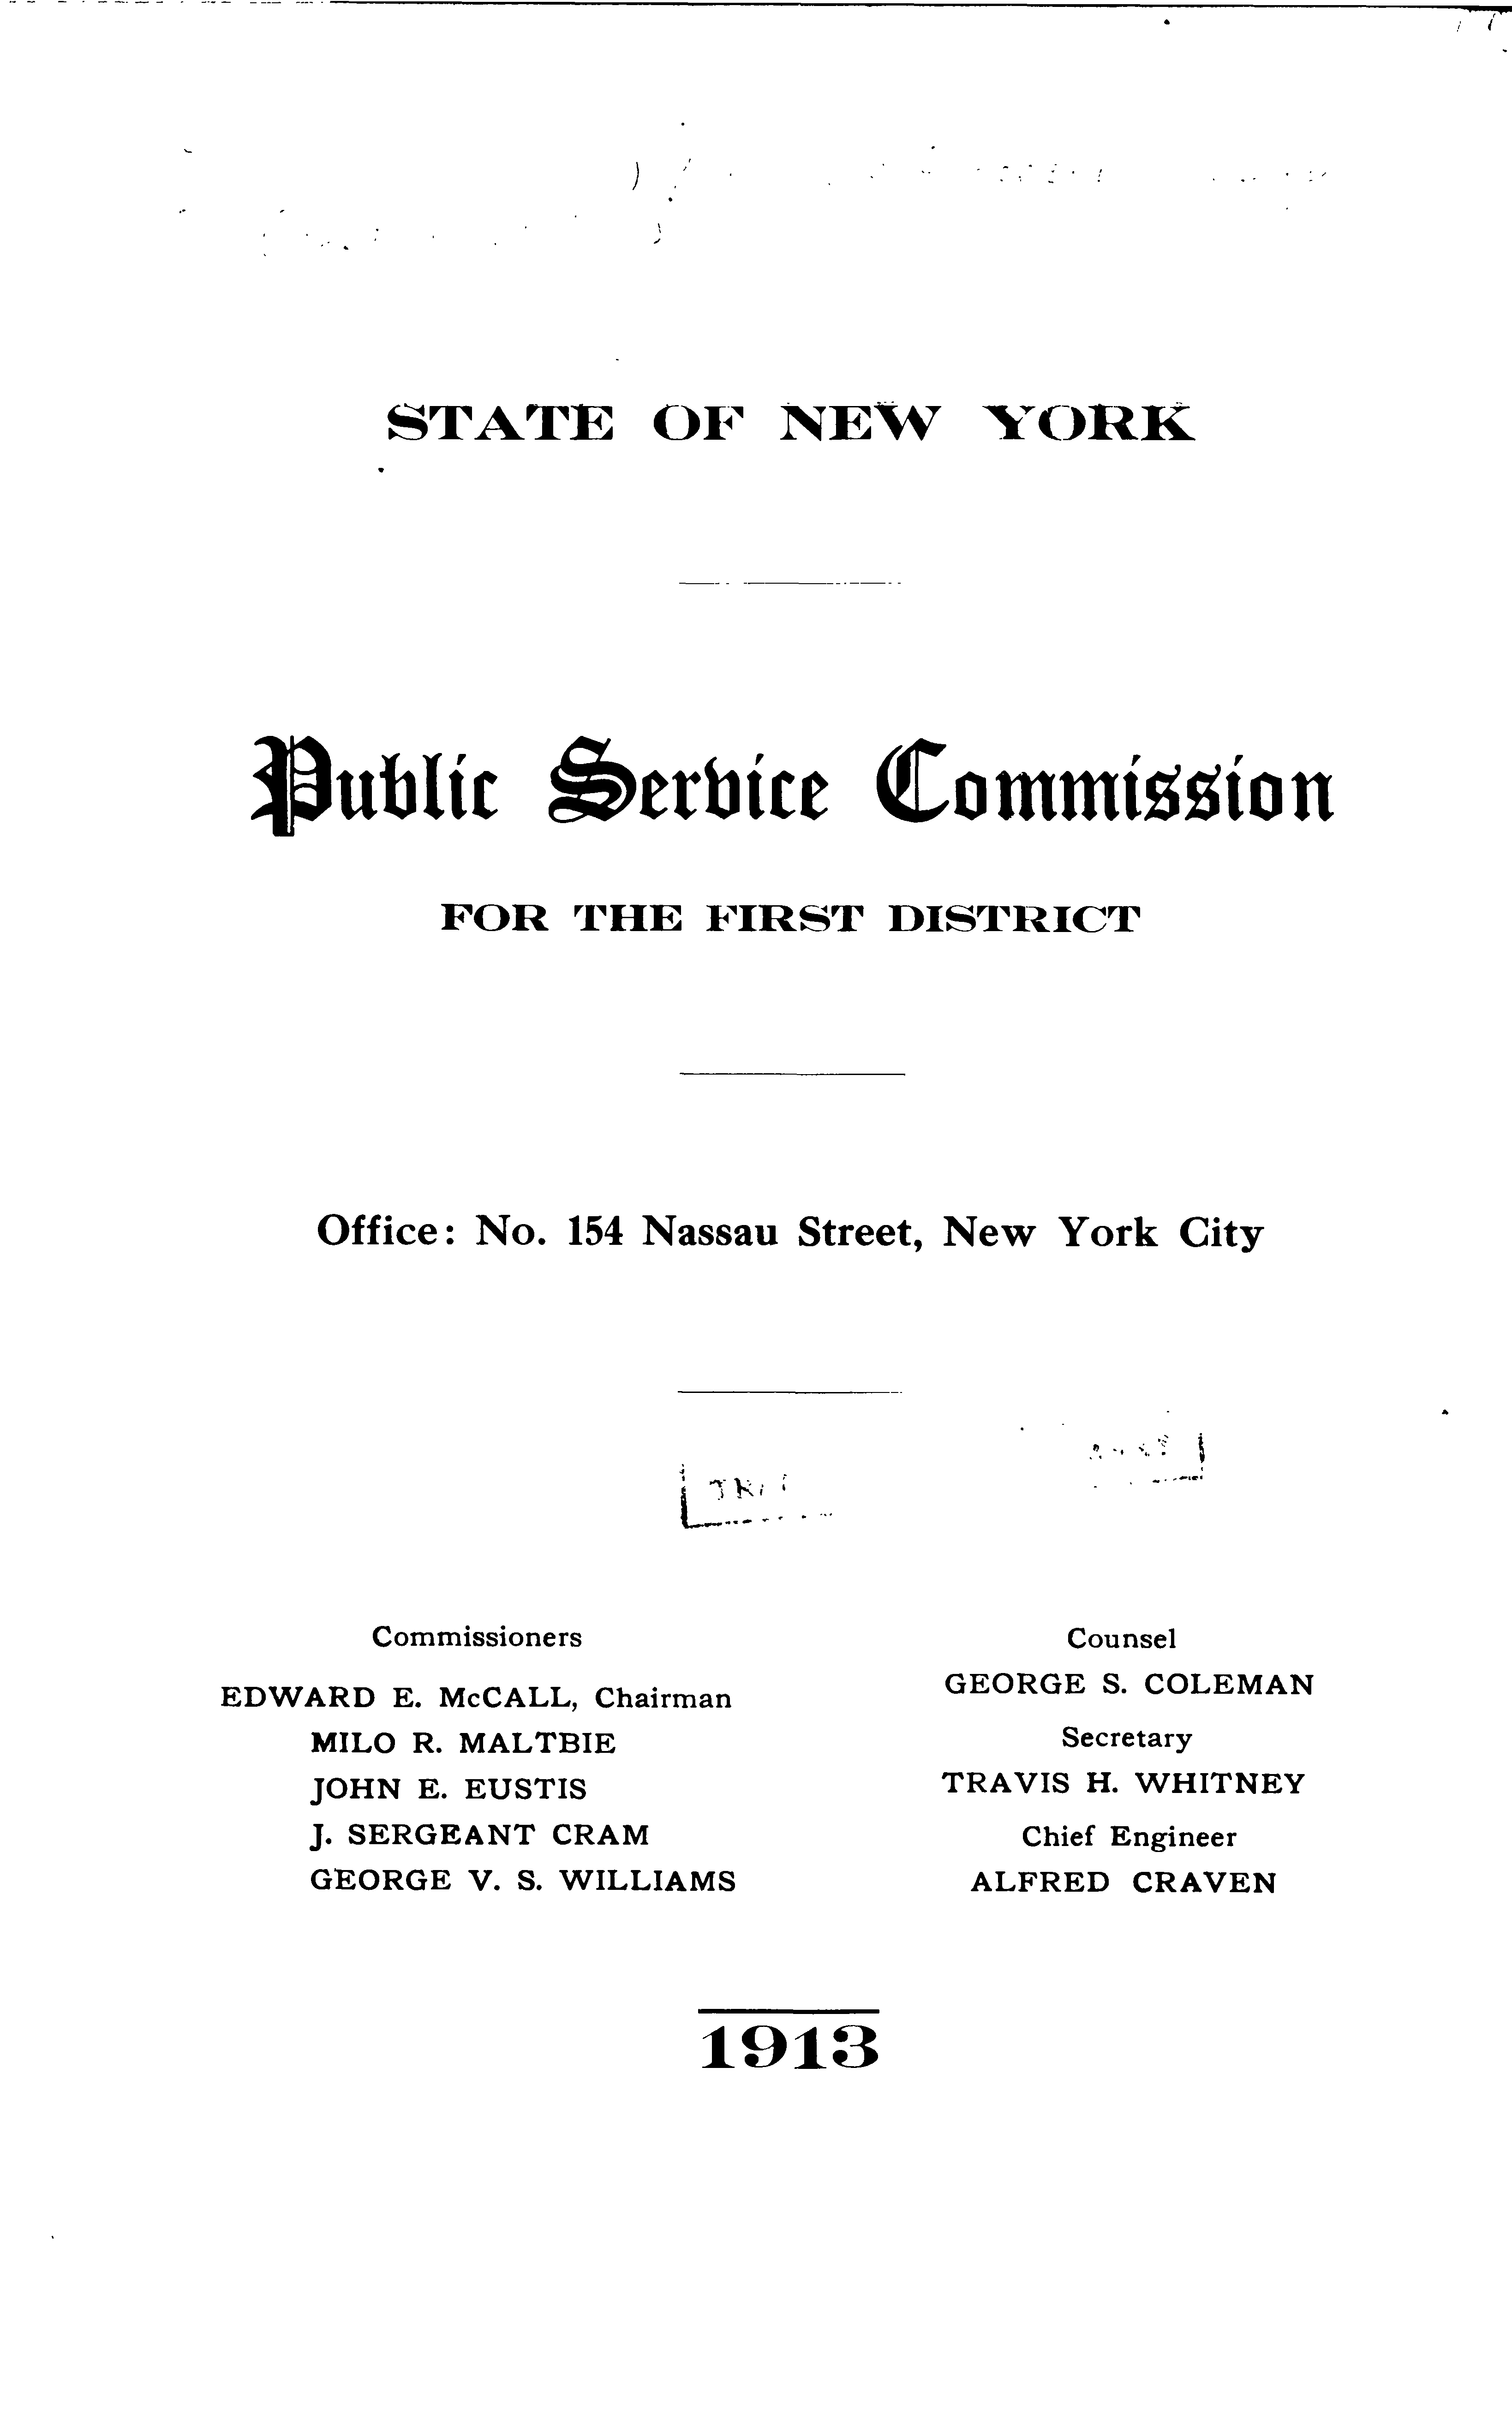 STATE OF NEW YORK
Public Service Commission
FOR THE FIRST DISTRICT
Office: No. 154 Nassau Street, New York City
Commissioners
EDWARD E. McCALL, Chairman
MILO R. MALTBIE
JOHN E. EUSTIS
J. SERGEANT CRAM
GEORGE V. S. WILLIAMS
Counsel
GEORGE S. COLEMAN
Secretary
TRAVIS H. WHITNEY
Chief Engineer
ALFRED CRAVEN
1913